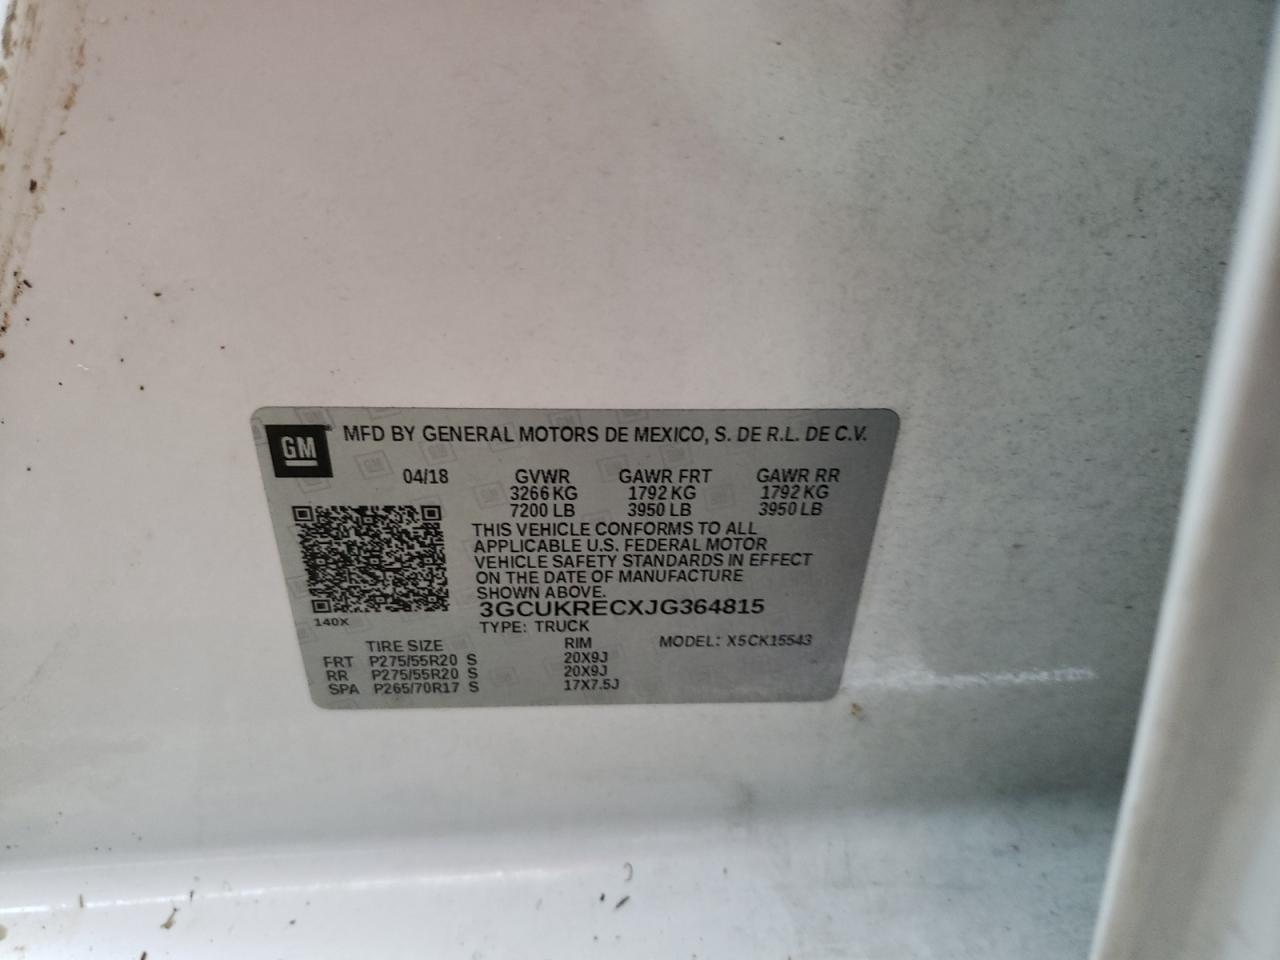 GM MFD BY GENERAL MOTORS DE MEXICO, S. DE R.L. DE C.V.
04/18 GVWR GAWR FRT GAWR RR
3266 KG 1792 KG 1792 KG
7200 LB 3950 LB 3950 LB
THIS VEHICLE CONFORMS TO ALL
APPLICABLE U.S. FEDERAL MOTOR
VEHICLE SAFETY STANDARDS IN EFFECT
ON THE DATE OF MANUFACTURE
SHOWN ABOVE.
3GCUKRECXJG364815
140X
TYPE: TRUCK
TIRE SIZE RIM MODEL: X5CK15543
FRT P275/55R20 S 20X9J
RR P275/55R20 S 20X9J
SPA P265/70R17 S 17X7.5J